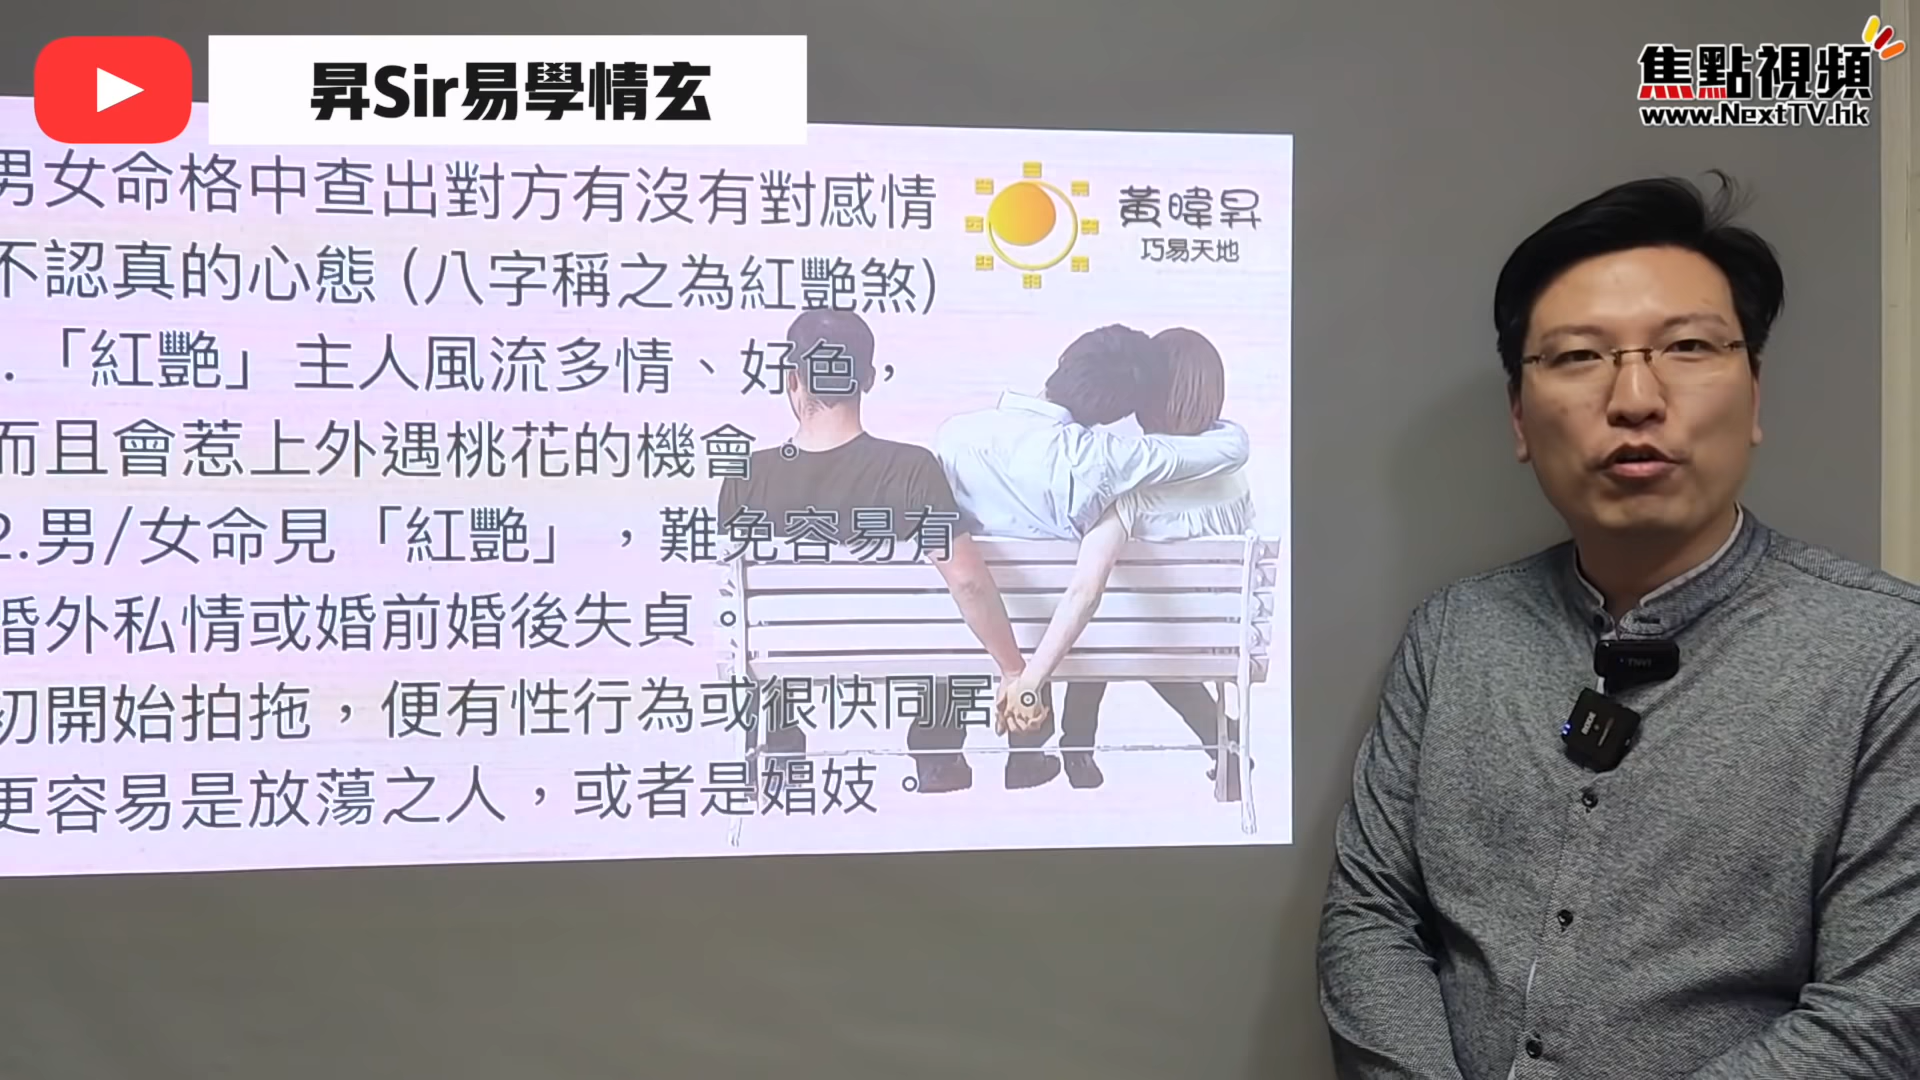 昇Sir易學情玄
焦點視頻
www.NextTV.hk
黃暐昇
巧易天地
男女命格中查出對方有沒有對感情
不認真的心態 (八字稱之為紅艷煞)
.「紅艷」主人風流多情、好色，
而且會惹上外遇桃花的機會。
2.男/女命見「紅艷」，難免容易有
婚外私情或婚前婚後失貞。
初開始拍拖，便有性行為或很快同居。
更容易是放蕩之人，或者是娼妓。